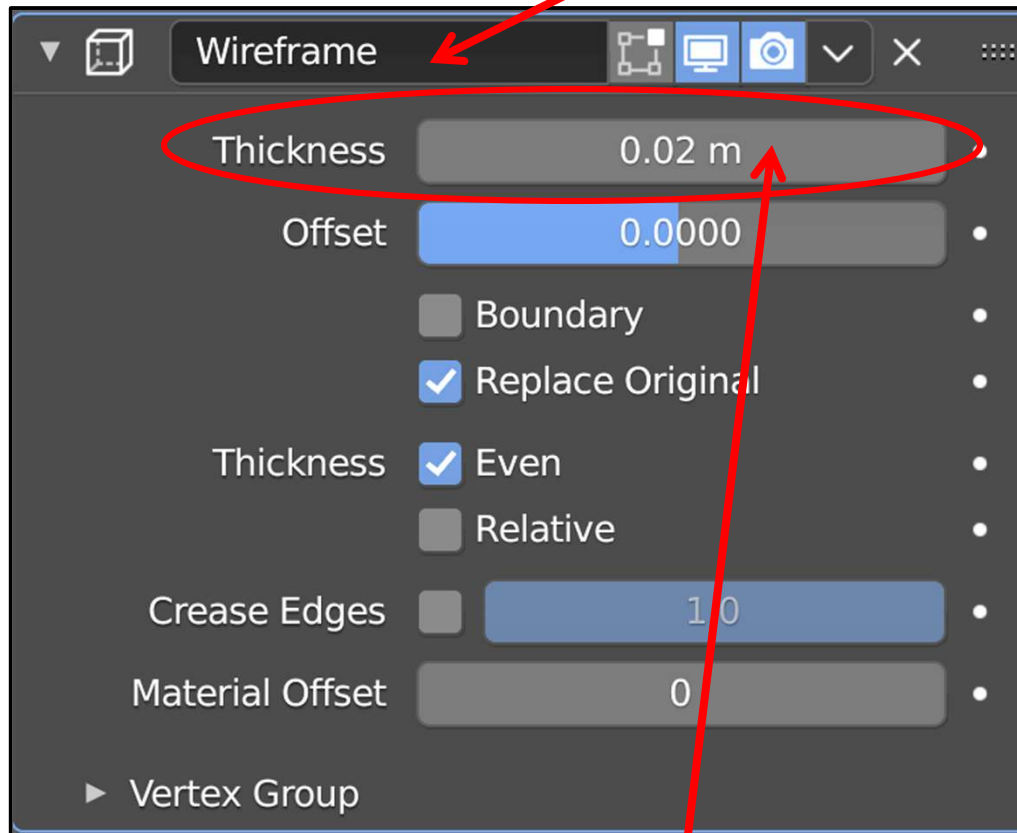 Wireframe
Thickness 0.02 m
Offset 0.0000
Boundary
Replace Original
Thickness Even
Relative
Crease Edges 1.0
Material Offset 0
Vertex Group